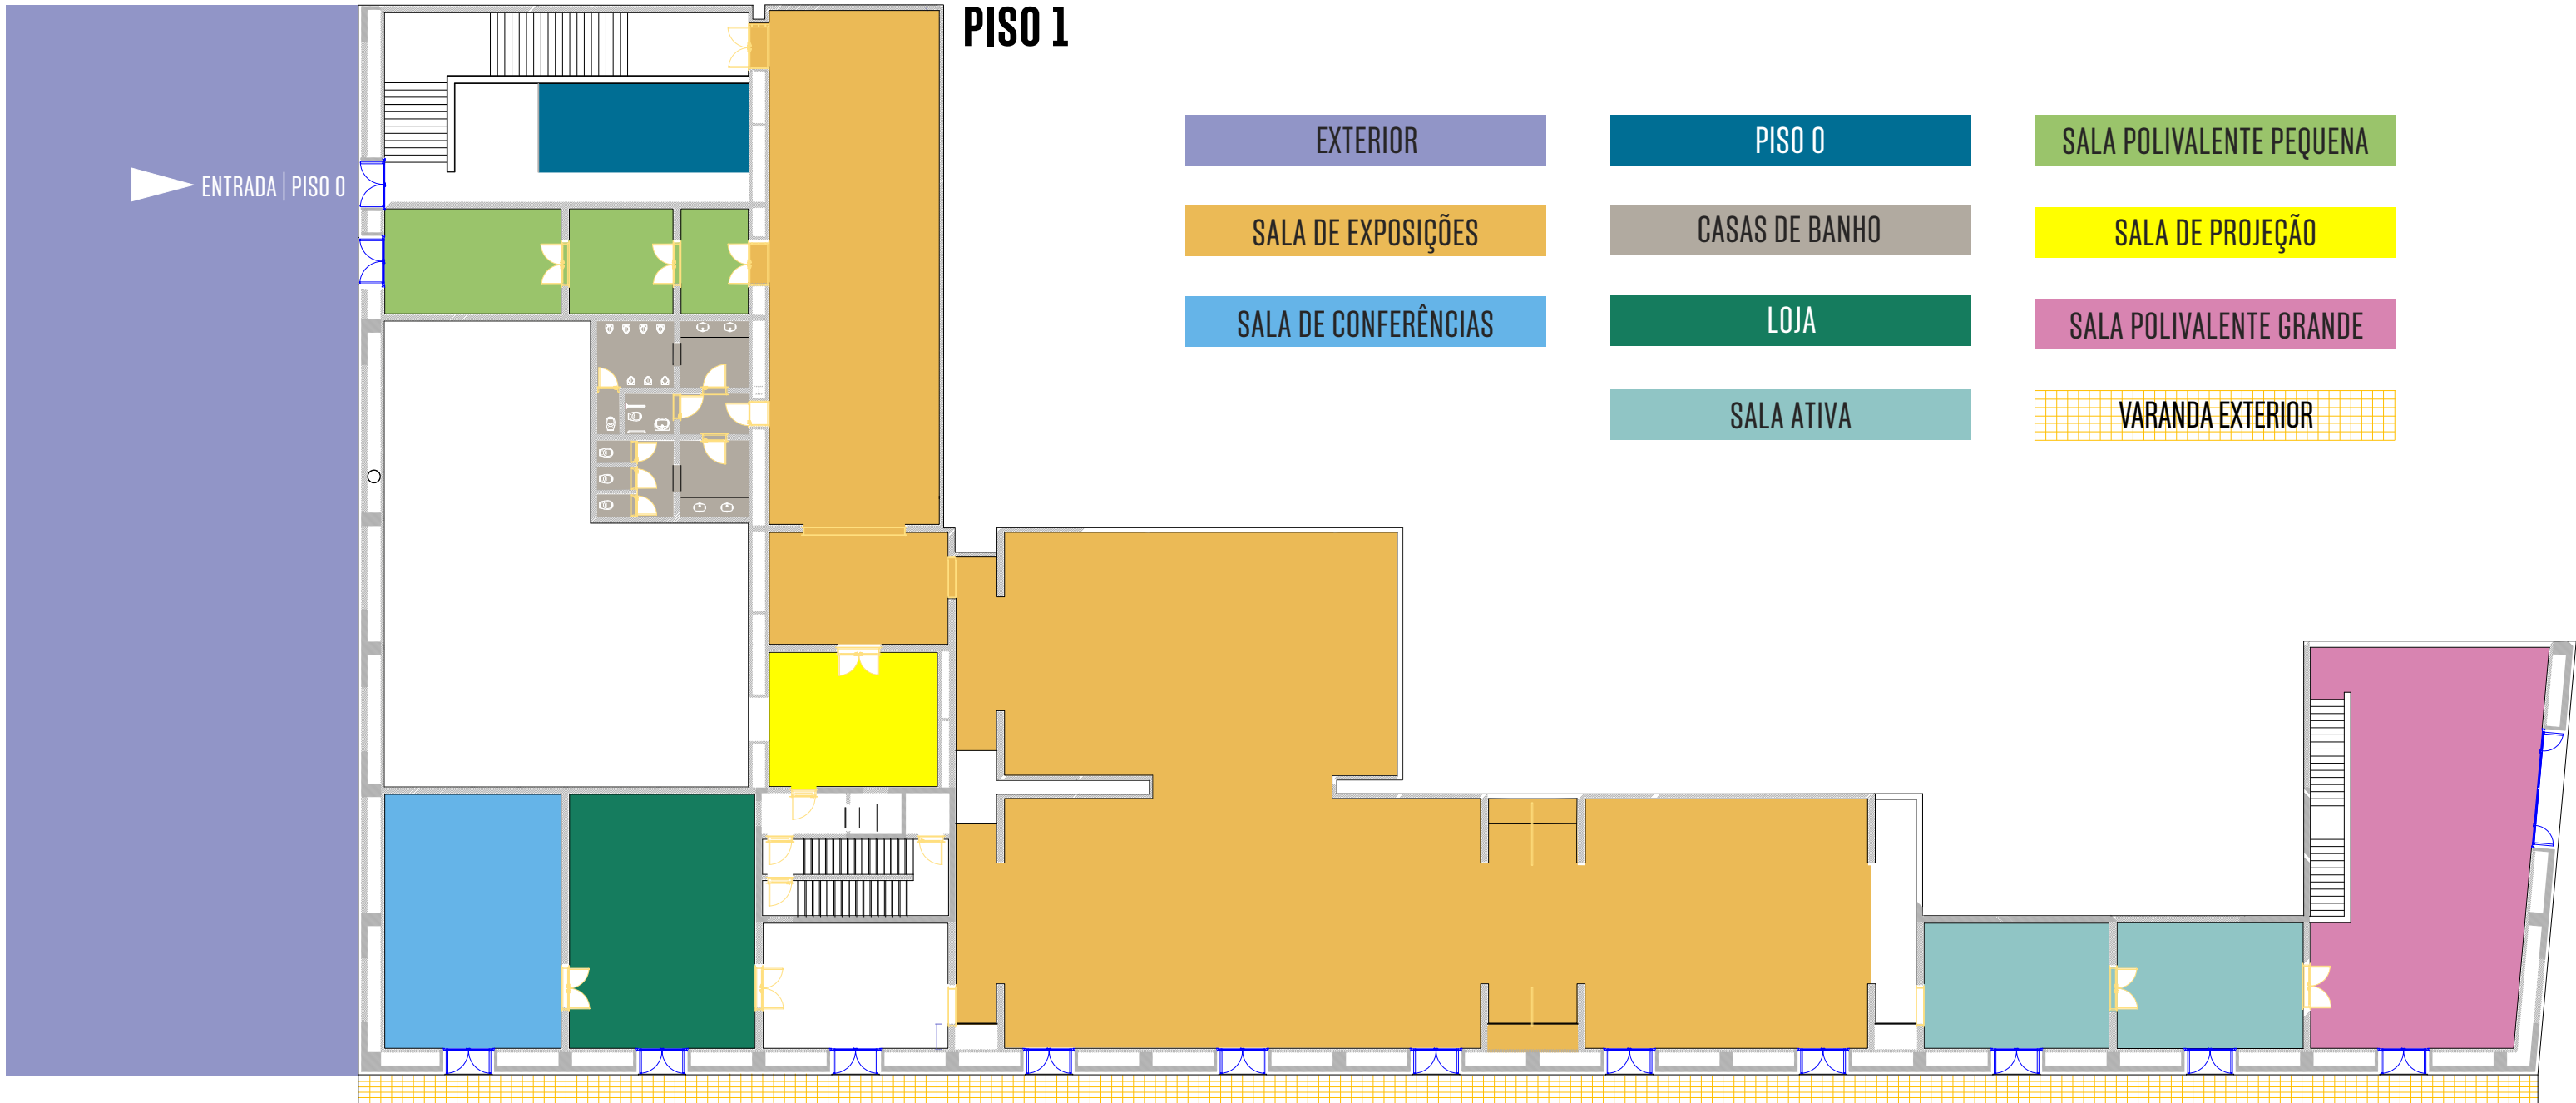 PISO 1
ENTRADA | PISO 0
EXTERIOR
PISO 0
SALA POLIVALENTE PEQUENA
SALA DE EXPOSIÇÕES
CASAS DE BANHO
SALA DE PROJEÇÃO
SALA DE CONFERÊNCIAS
LOJA
SALA POLIVALENTE GRANDE
SALA ATIVA
VARANDA EXTERIOR